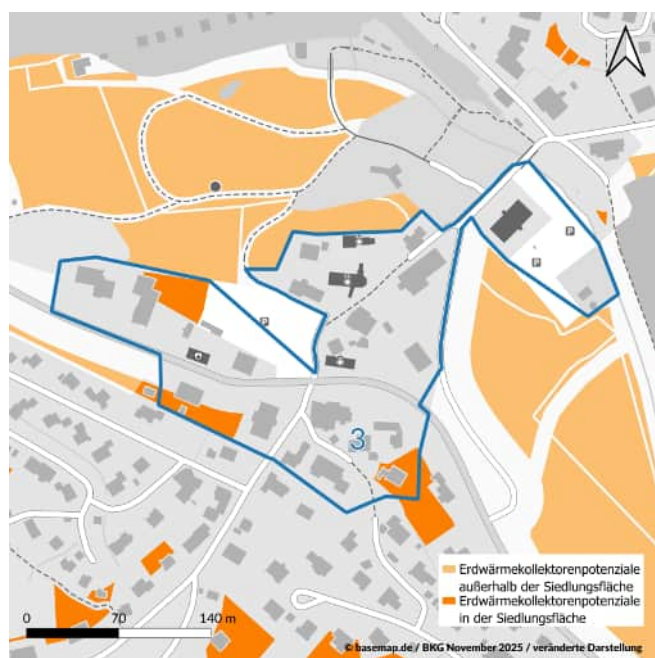 P
P
P
3
Erdwärmekollektorenpotenziale
außerhalb der Siedlungsfläche
Erdwärmekollektorenpotenziale
in der Siedlungsfläche
0 70 140 m
© basemap.de / BKG November 2025 / veränderte Darstellung